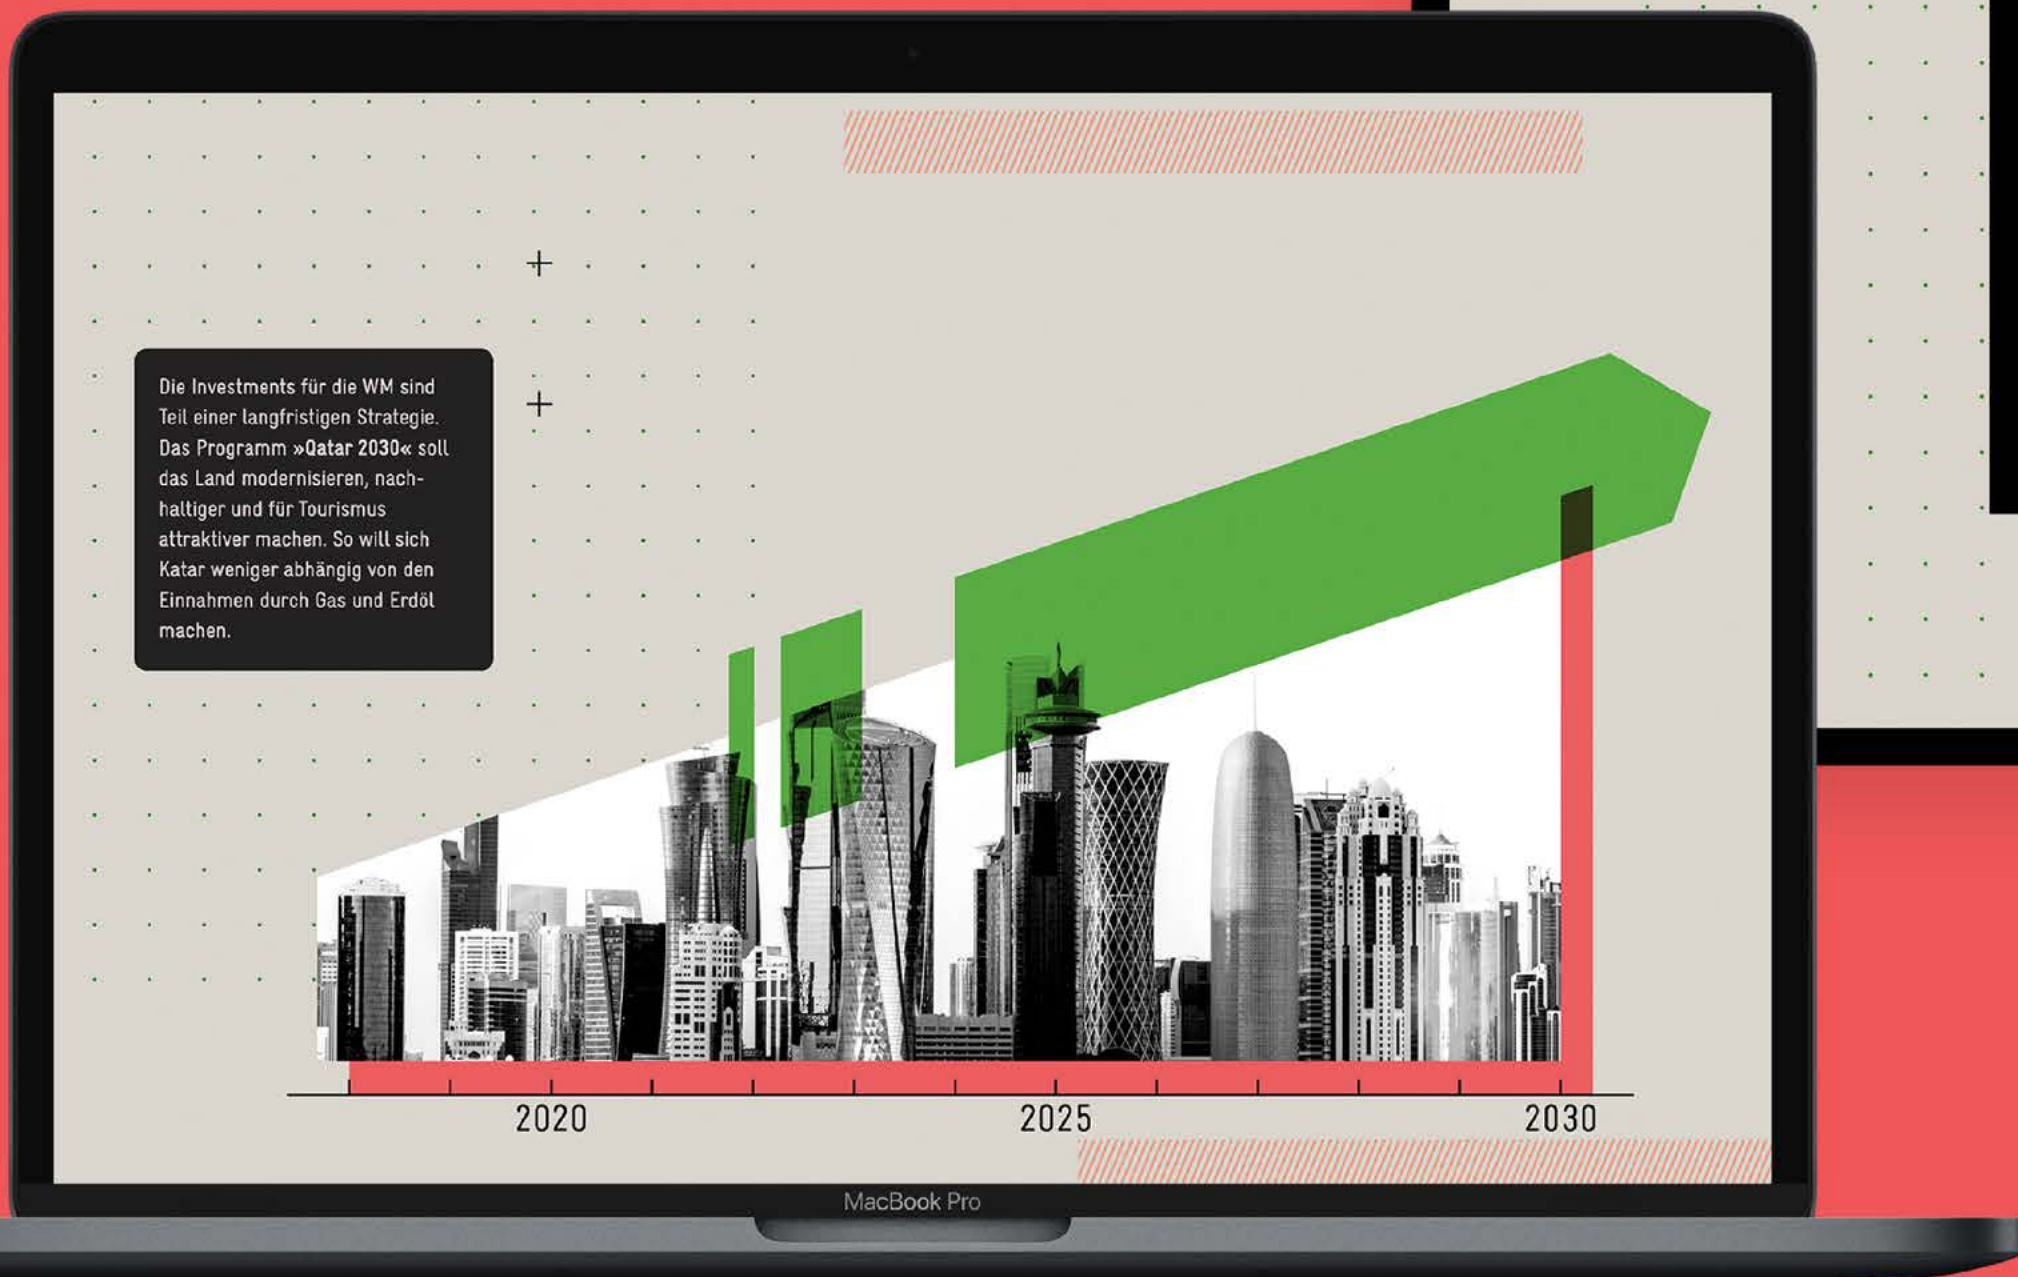 Die Investments für die WM sind
Teil einer langfristigen Strategie.
Das Programm »Qatar 2030« soll
das Land modernisieren, nach-
haltiger und für Tourismus
attraktiver machen. So will sich
Katar weniger abhängig von den
Einnahmen durch Gas und Erdöl
machen.
2020 2025 2030
MacBook Pro